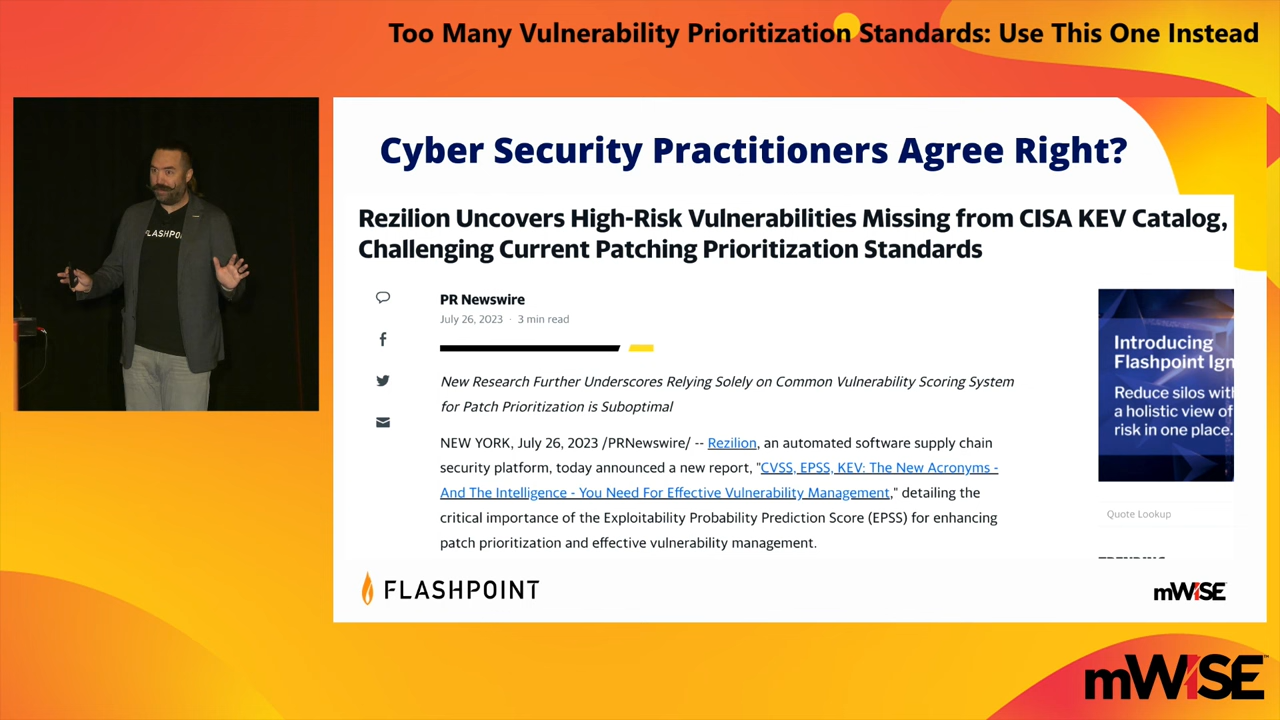 Too Many Vulnerability Prioritization Standards: Use This One Instead
FLASHPO
Cyber Security Practitioners Agree Right?
Rezilion Uncovers High-Risk Vulnerabilities Missing from CISA KEV Catalog,
Challenging Current Patching Prioritization Standards
PR Newswire
July 26, 2023 · 3 min read
New Research Further Underscores Relying Solely on Common Vulnerability Scoring System
for Patch Prioritization is Suboptimal
NEW YORK, July 26, 2023 /PRNewswire/ -- Rezilion, an automated software supply chain
security platform, today announced a new report, "CVSS, EPSS, KEV: The New Acronyms -
And The Intelligence - You Need For Effective Vulnerability Management," detailing the
critical importance of the Exploitability Probability Prediction Score (EPSS) for enhancing
patch prioritization and effective vulnerability management.
Introducing
Flashpoint Ign
Reduce silos with
a holistic view of
risk in one place.
Quote Lookup
FLASHPOINT
mWISE
mWISE™